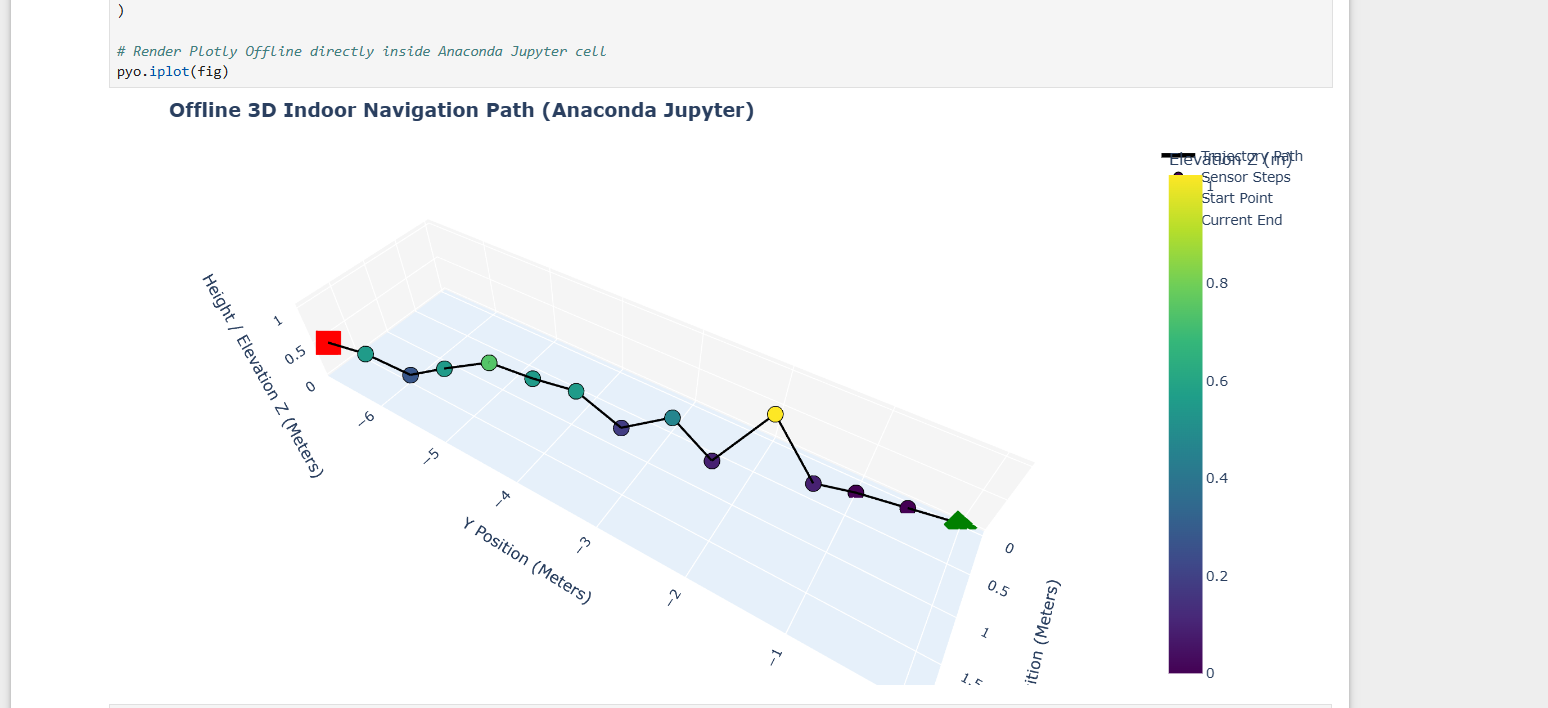 )
# Render Plotly Offline directly inside Anaconda Jupyter cell
pyo.iplot(fig)
Offline 3D Indoor Navigation Path (Anaconda Jupyter)
Trajectory Path
Elevation Z (m)
Sensor Steps
1
Start Point
Current End
0.8
0.6
0.4
0.2
0
Height / Elevation Z (Meters)
1
0.5
0
−6
−5
−4
−3
−2
−1
Y Position (Meters)
0
0.5
1
1.5
ition (Meters)